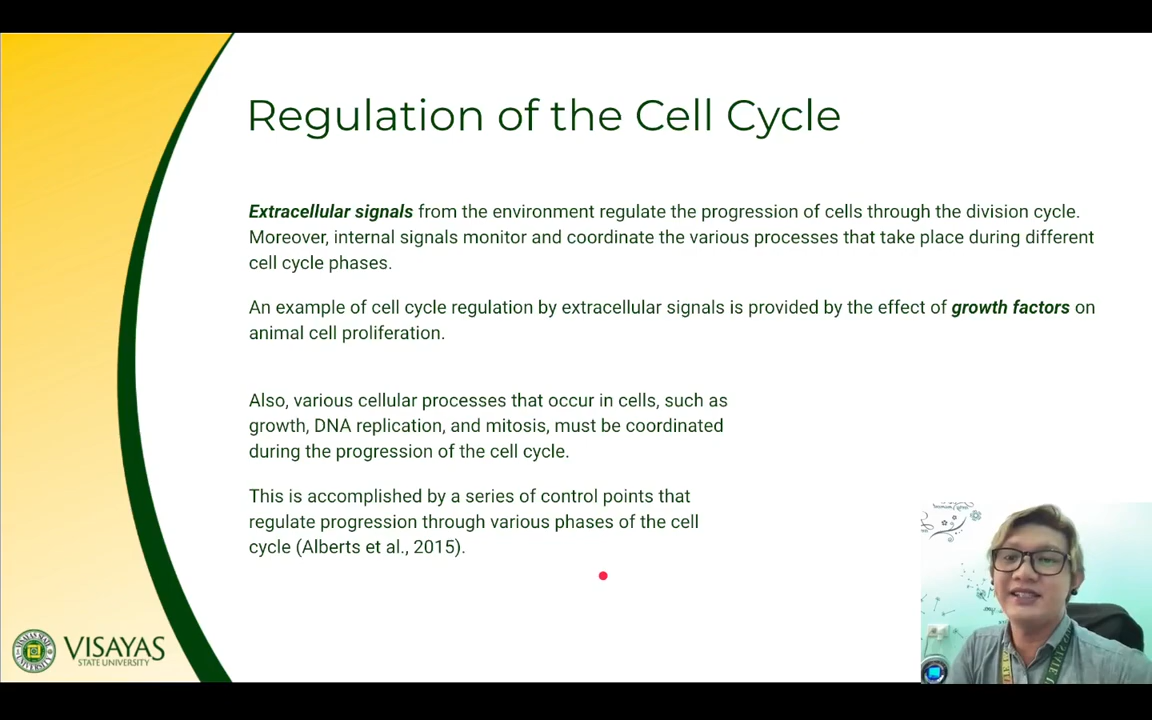 Regulation of the Cell Cycle
Extracellular signals from the environment regulate the progression of cells through the division cycle.
Moreover, internal signals monitor and coordinate the various processes that take place during different
cell cycle phases.
An example of cell cycle regulation by extracellular signals is provided by the effect of growth factors on
animal cell proliferation.
Also, various cellular processes that occur in cells, such as
growth, DNA replication, and mitosis, must be coordinated
during the progression of the cell cycle.
This is accomplished by a series of control points that
regulate progression through various phases of the cell
cycle (Alberts et al., 2015).
VISAYAS
STATE UNIVERSITY